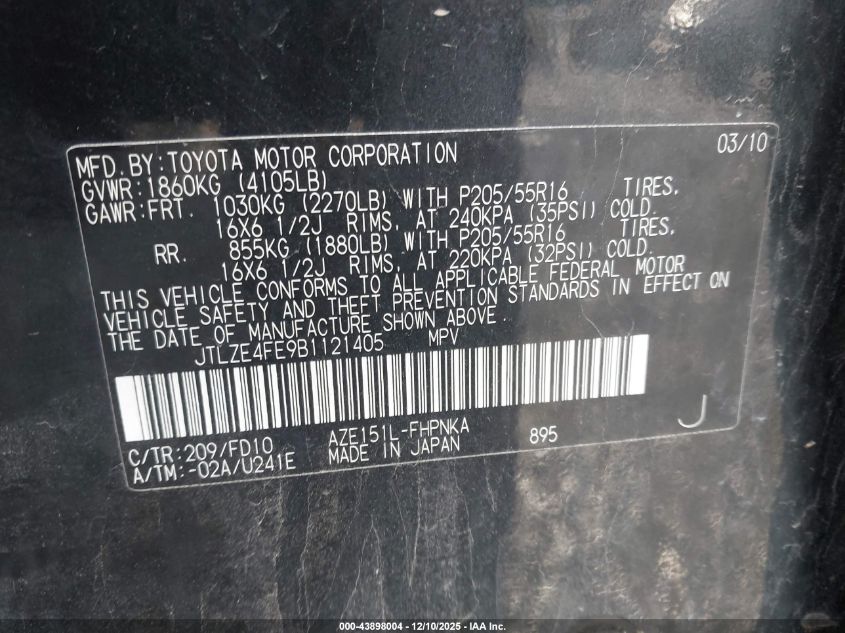 03/10
MFD.BY:TOYOTA MOTOR CORPORATION
GVWR:1860KG (4105LB)
GAWR:FRT. 1030KG (2270LB) WITH P205/55R16 TIRES,
16X6 1/2J RIMS, AT 240KPA (35PSI) COLD.
RR. 855KG (1880LB) WITH P205/55R16 TIRES,
16X6 1/2J RIMS, AT 220KPA (32PSI) COLD.
THIS VEHICLE CONFORMS TO ALL APPLICABLE FEDERAL MOTOR
VEHICLE SAFETY AND THEFT PREVENTION STANDARDS IN EFFECT ON
THE DATE OF MANUFACTURE SHOWN ABOVE.
JTLZE4FE9B1121405 MPV
C/TR:209/FD10 AZE151L-FHPNKA 895 J
A/TM:-02A/U241E MADE IN JAPAN
000-43898004 - 12/10/2025 - IAA Inc.